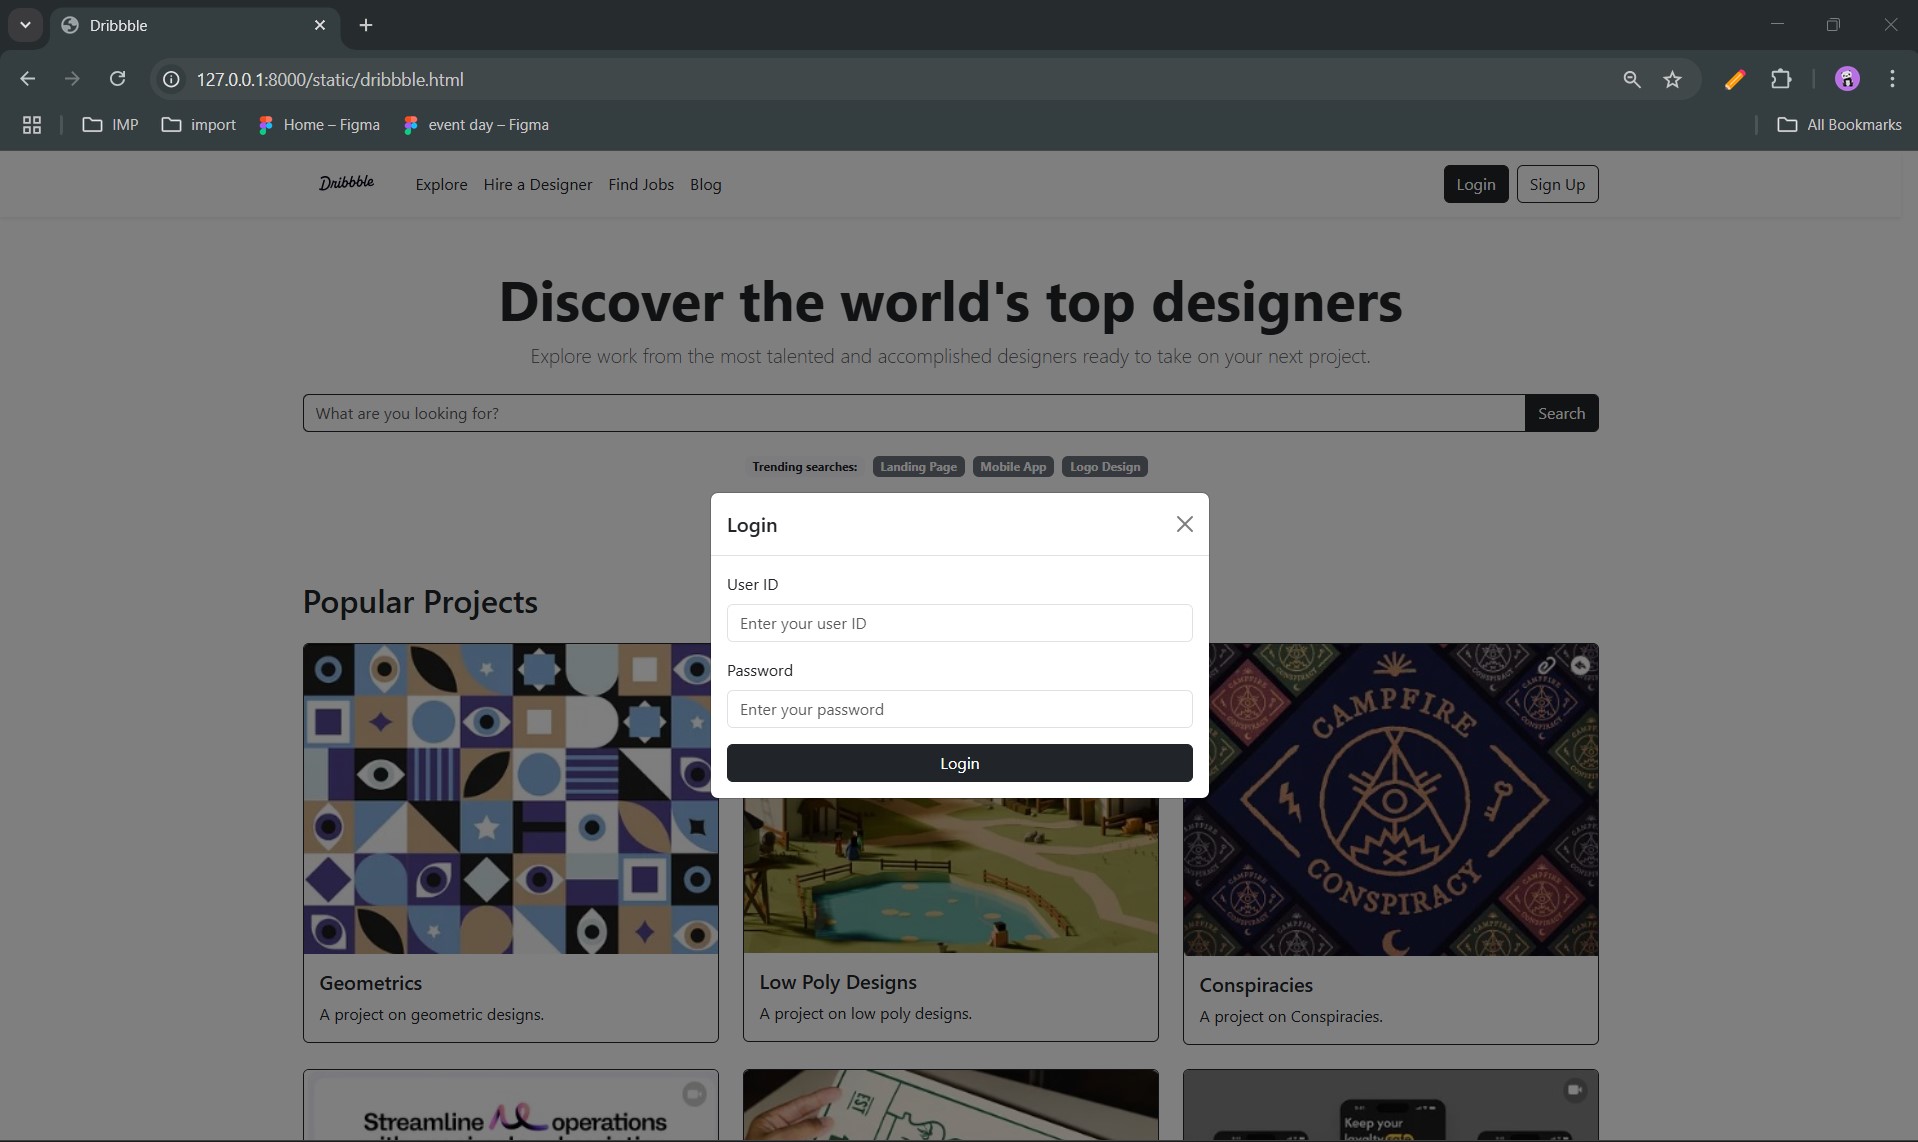 Dribbble
127.0.0.1:8000/static/dribbble.html
IMP import Home – Figma event day – Figma All Bookmarks
Dribbble Explore Hire a Designer Find Jobs Blog Login Sign Up
Discover the world's top designers
Explore work from the most talented and accomplished designers ready to take on your next project.
What are you looking for? Search
Trending searches: Landing Page Mobile App Logo Design
Login
User ID
Enter your user ID
Password
Enter your password
Login
Popular Projects
CAMPFIRE
CONSPIRACY
Geometrics
A project on geometric designs.
Low Poly Designs
A project on low poly designs.
Conspiracies
A project on Conspiracies.
Streamline operations
EST
Keep your